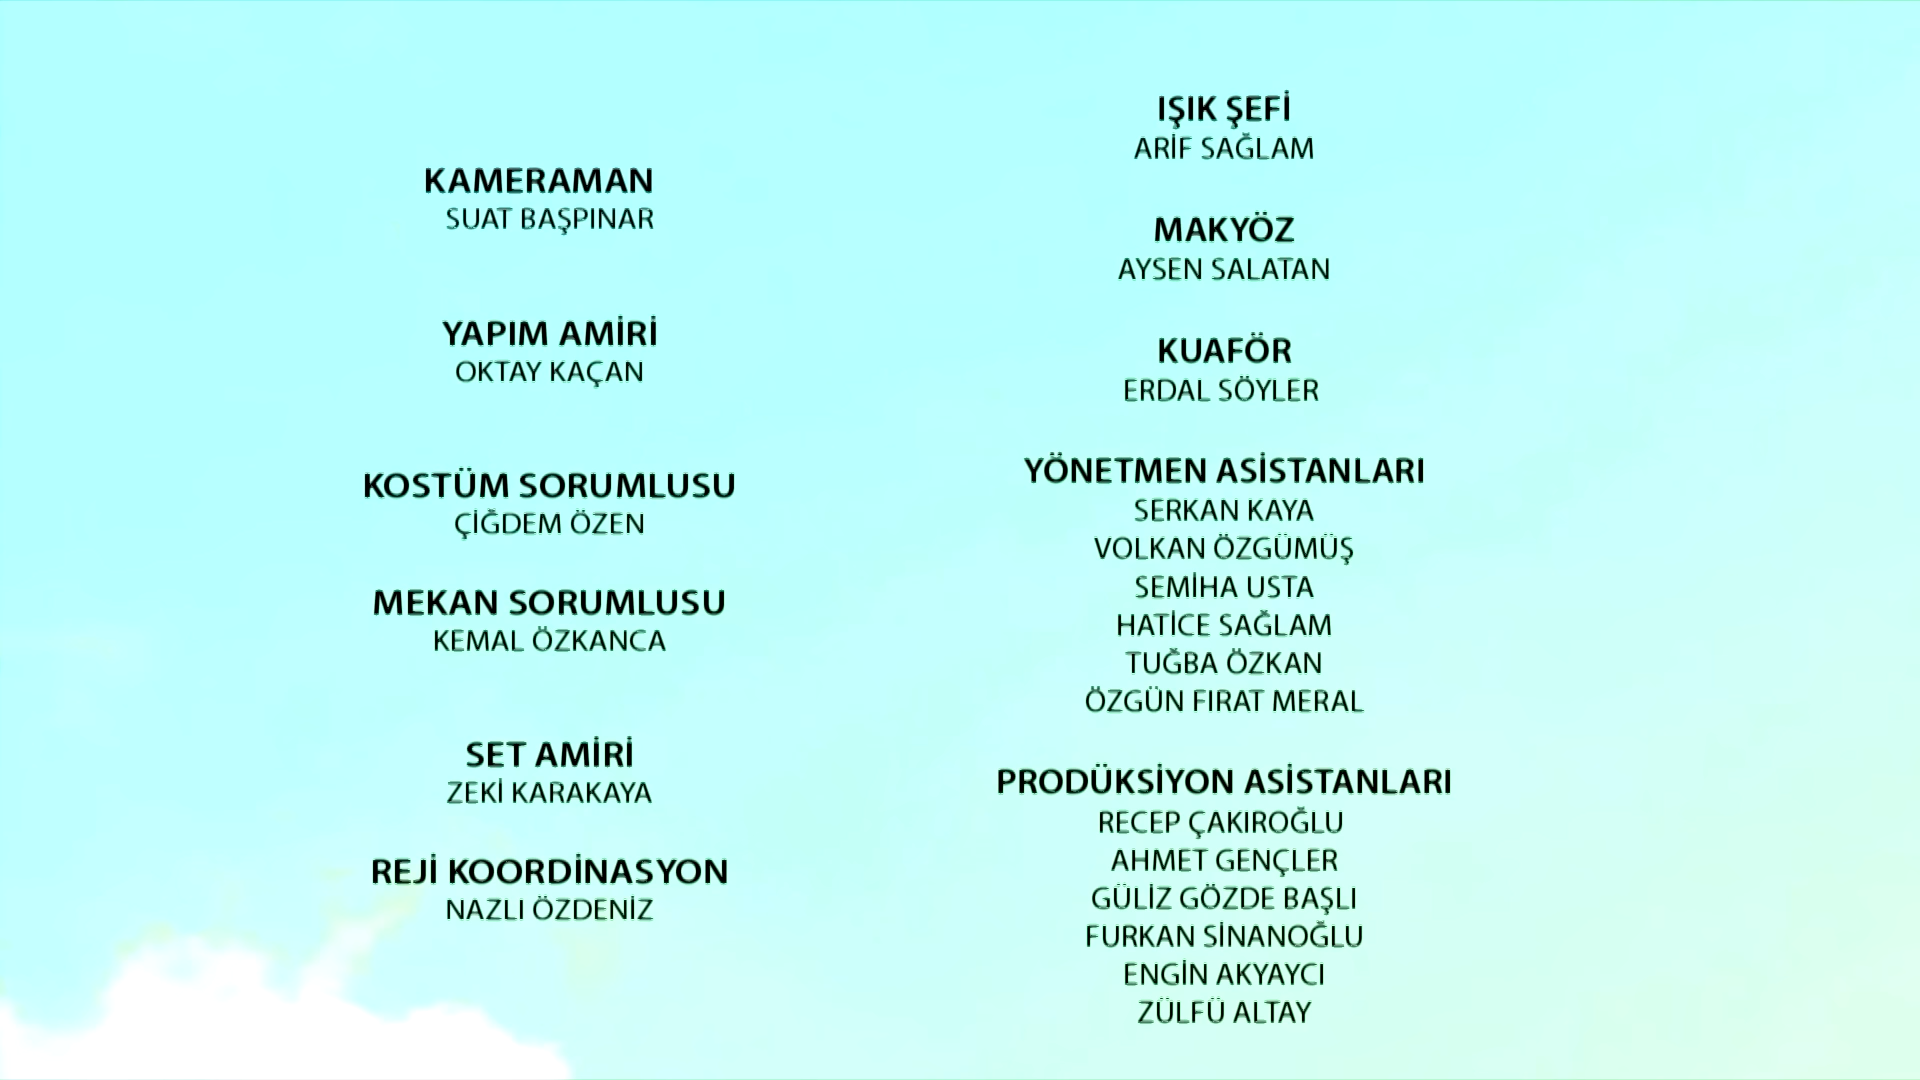 KAMERAMAN
SUAT BAŞPINAR
YAPIM AMİRİ
OKTAY KAÇAN
KOSTÜM SORUMLUSU
ÇİĞDEM ÖZEN
MEKAN SORUMLUSU
KEMAL ÖZKANCA
SET AMİRİ
ZEKİ KARAKAYA
REJİ KOORDİNASYON
NAZLI ÖZDENİZ
IŞIK ŞEFİ
ARİF SAĞLAM
MAKYÖZ
AYSEN SALATAN
KUAFÖR
ERDAL SÖYLER
YÖNETMEN ASİSTANLARI
SERKAN KAYA
VOLKAN ÖZGÜMÜŞ
SEMİHA USTA
HATİCE SAĞLAM
TUĞBA ÖZKAN
ÖZGÜN FIRAT MERAL
PRODÜKSİYON ASİSTANLARI
RECEP ÇAKIROĞLU
AHMET GENÇLER
GÜLİZ GÖZDE BAŞLI
FURKAN SİNANOĞLU
ENGİN AKYAYCI
ZÜLFÜ ALTAY